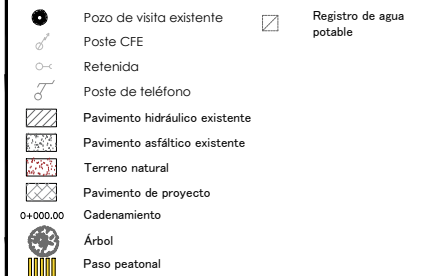 Pozo de visita existente
Poste CFE
Retenida
Poste de teléfono
Pavimento hidráulico existente
Pavimento asfáltico existente
Terreno natural
Pavimento de proyecto
0+000.00 Cadenamiento
Árbol
Paso peatonal
Registro de agua
potable